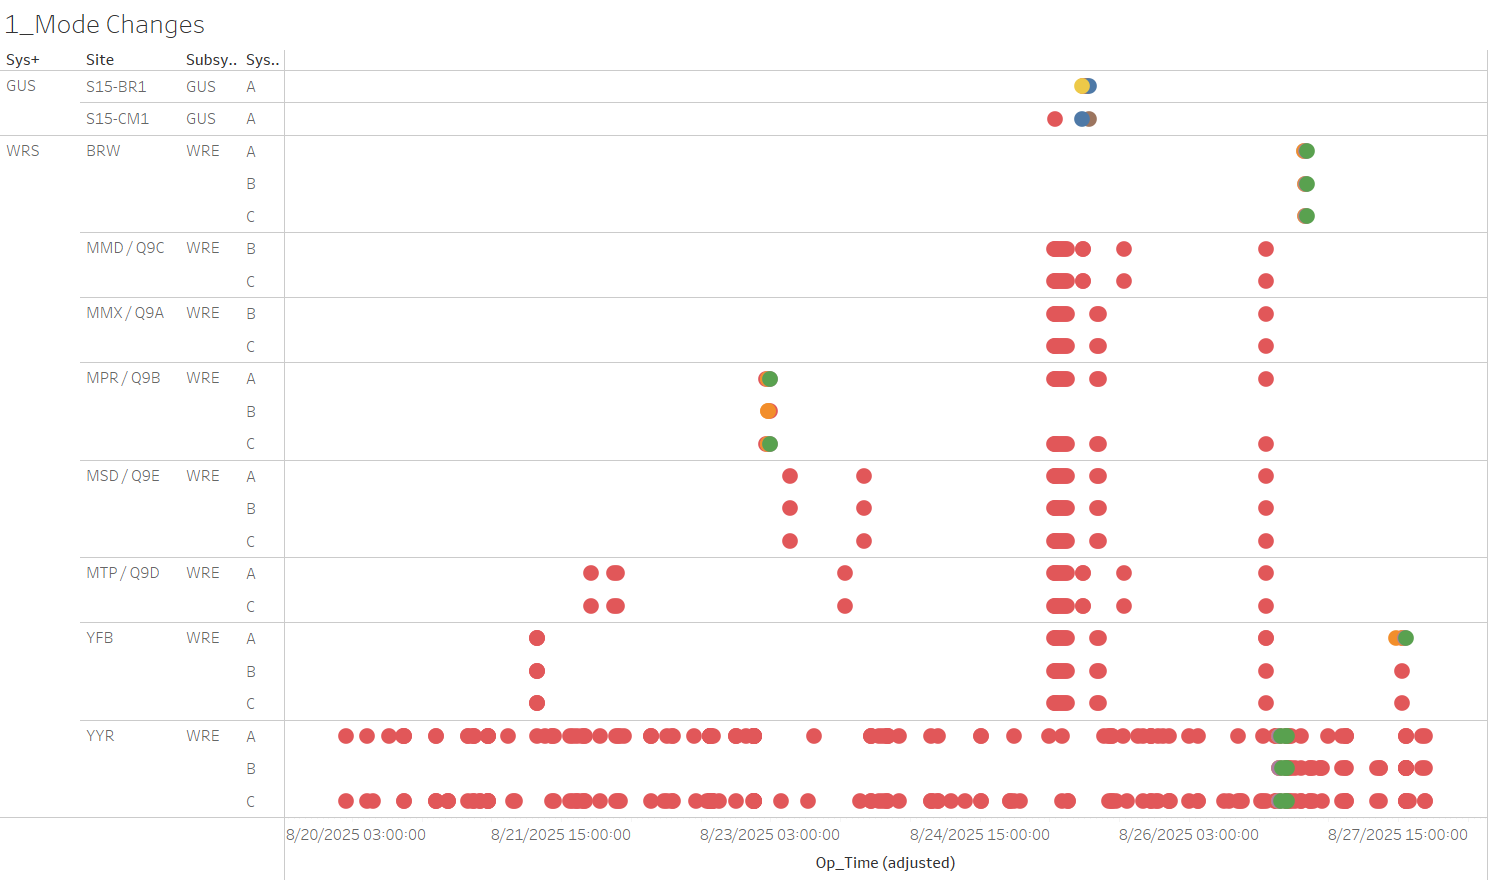 1_Mode Changes
Sys+ Site Subsy.. Sys..
GUS S15-BR1 GUS A
S15-CM1 GUS A
WRS BRW WRE A
B
C
MMD / Q9C WRE B
C
MMX / Q9A WRE B
C
MPR / Q9B WRE A
B
C
MSD / Q9E WRE A
B
C
MTP / Q9D WRE A
C
YFB WRE A
B
C
YYR WRE A
B
C
8/20/2025 03:00:00 8/21/2025 15:00:00 8/23/2025 03:00:00 8/24/2025 15:00:00 8/26/2025 03:00:00 8/27/2025 15:00:00
Op_Time (adjusted)